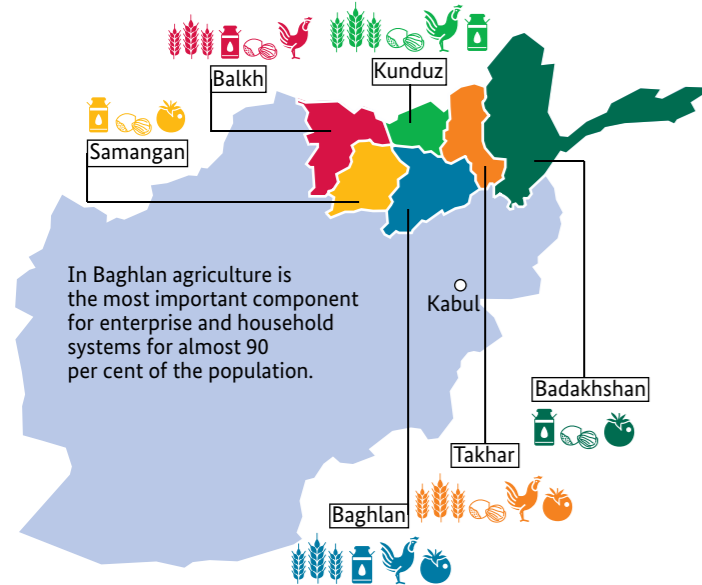 Balkh
Kunduz
Samangan
In Baghlan agriculture is
the most important component
for enterprise and household
systems for almost 90
per cent of the population.
Kabul
Badakhshan
Takhar
Baghlan